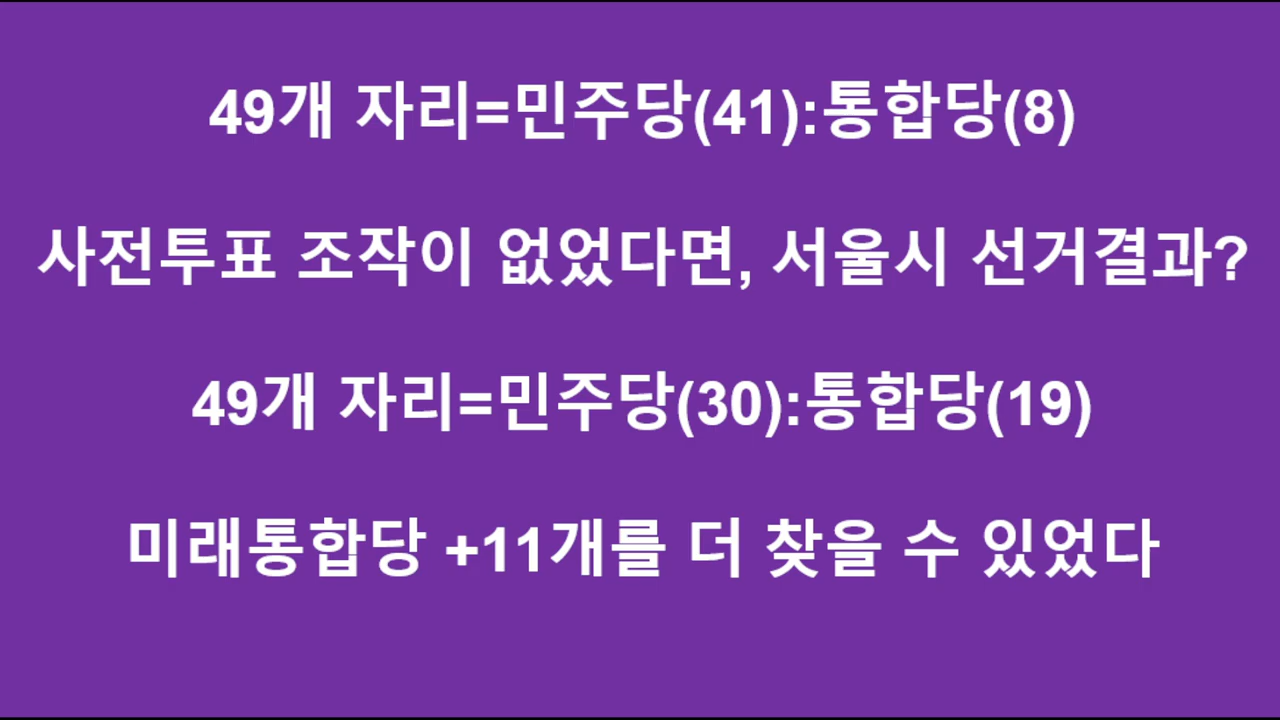 49개 자리=민주당(41):통합당(8)
사전투표 조작이 없었다면, 서울시 선거결과?
49개 자리=민주당(30):통합당(19)
미래통합당 +11개를 더 찾을 수 있었다